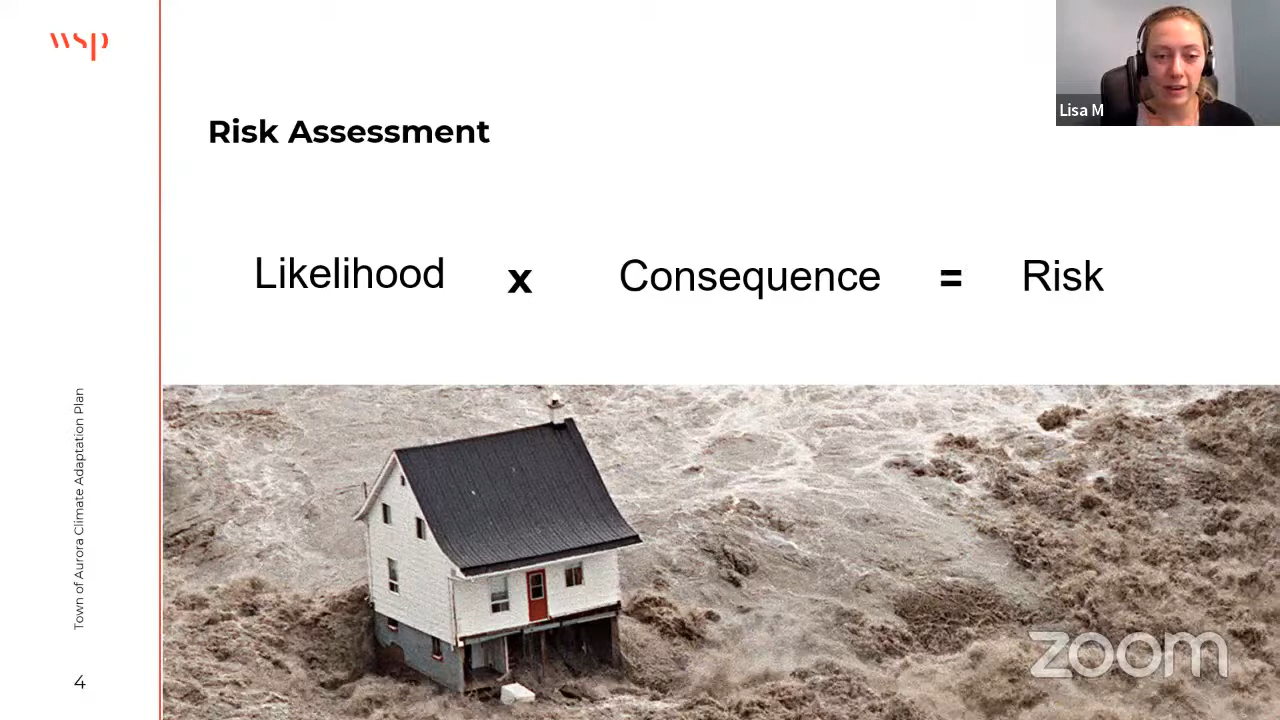 wsp
Lisa M
Risk Assessment
Likelihood x Consequence = Risk
Town of Aurora Climate Adaptation Plan
4
zoom